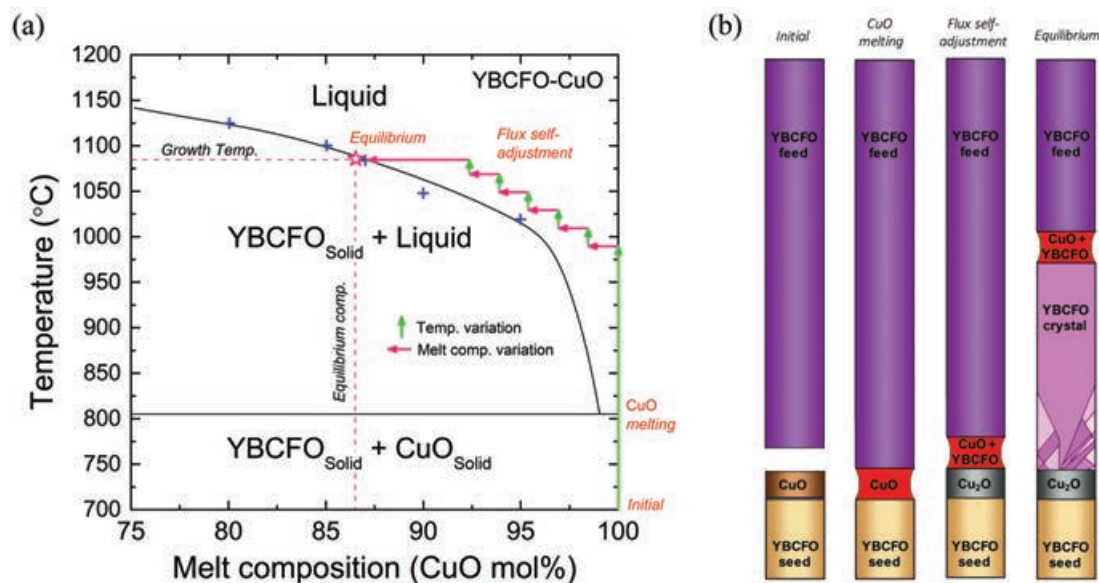 (a)
1200
1150
1100
1050
1000
950
900
850
800
750
700
75
80
85
90
95
100
Temperature (°C)
Melt composition (CuO mol%)
YBCFO-CuO
Liquid
Equilibrium
Flux self-
adjustment
Growth Temp.
YBCFOSolid + Liquid
Equilibrium comp.
Temp. variation
Melt comp. variation
CuO
melting
YBCFOSolid + CuOSolid
Initial
(b)
Initial
CuO
melting
Flux self-
adjustment
Equilibrium
YBCFO
feed
YBCFO
feed
YBCFO
feed
YBCFO
feed
CuO +
YBCFO
YBCFO
crystal
CuO +
YBCFO
CuO
CuO
Cu2O
Cu2O
YBCFO
seed
YBCFO
seed
YBCFO
seed
YBCFO
seed